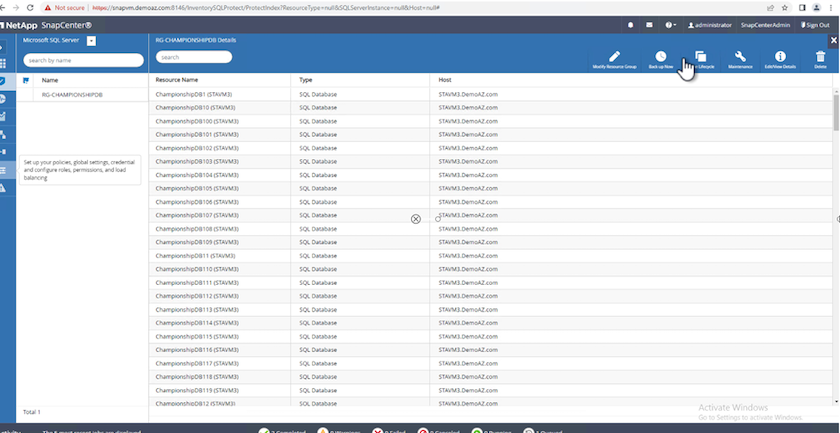 Not secure https://snapvm.demoaz.com:8146/InventorySQLProtect/ProtectIndex?ResourceType=null&SQLServerInstance=null&Host=null#
NetApp SnapCenter® administrator SnapCenterAdmin Sign Out
Microsoft SQL Server
RG-CHAMPIONSHIPDB Details
search by name
search
Modify Resource Group Back up Now Lifecycle Maintenance Edit/View Details Delete
Name
Resource Name Type Host
RG-CHAMPIONSHIPDB
ChampionshipDB1 (STAVM3) SQL Database STAVM3.DemoAZ.com
ChampionshipDB10 (STAVM3) SQL Database STAVM3.DemoAZ.com
ChampionshipDB100 (STAVM3) SQL Database STAVM3.DemoAZ.com
ChampionshipDB101 (STAVM3) SQL Database STAVM3.DemoAZ.com
ChampionshipDB102 (STAVM3) SQL Database STAVM3.DemoAZ.com
ChampionshipDB103 (STAVM3) SQL Database STAVM3.DemoAZ.com
ChampionshipDB104 (STAVM3) SQL Database STAVM3.DemoAZ.com
ChampionshipDB105 (STAVM3) SQL Database STAVM3.DemoAZ.com
ChampionshipDB106 (STAVM3) SQL Database STAVM3.DemoAZ.com
ChampionshipDB107 (STAVM3) SQL Database STAVM3.DemoAZ.com
ChampionshipDB108 (STAVM3) SQL Database STAVM3.DemoAZ.com
ChampionshipDB109 (STAVM3) SQL Database STAVM3.DemoAZ.com
ChampionshipDB11 (STAVM3) SQL Database STAVM3.DemoAZ.com
ChampionshipDB110 (STAVM3) SQL Database STAVM3.DemoAZ.com
ChampionshipDB111 (STAVM3) SQL Database STAVM3.DemoAZ.com
ChampionshipDB112 (STAVM3) SQL Database STAVM3.DemoAZ.com
ChampionshipDB113 (STAVM3) SQL Database STAVM3.DemoAZ.com
ChampionshipDB114 (STAVM3) SQL Database STAVM3.DemoAZ.com
ChampionshipDB115 (STAVM3) SQL Database STAVM3.DemoAZ.com
ChampionshipDB116 (STAVM3) SQL Database STAVM3.DemoAZ.com
ChampionshipDB117 (STAVM3) SQL Database STAVM3.DemoAZ.com
ChampionshipDB118 (STAVM3) SQL Database STAVM3.DemoAZ.com
ChampionshipDB119 (STAVM3) SQL Database STAVM3.DemoAZ.com
ChampionshipDB12 (STAVM3) SQL Database STAVM3.DemoAZ.com
Set up your policies, global settings, credential
and configure roles, permissions, and load
balancing
Total 1
Activate Windows
Go to Settings to activate Windows.
The 5 most recent jobs are displayed